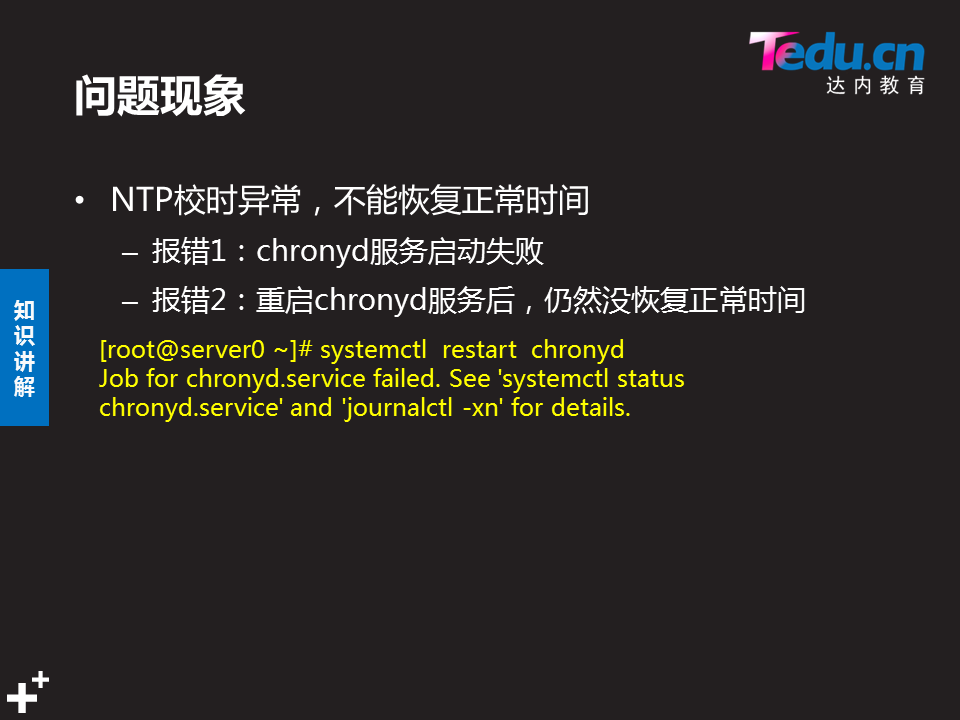 Tedu.cn
达内教育
问题现象
• NTP校时异常，不能恢复正常时间
– 报错1：chronyd服务启动失败
– 报错2：重启chronyd服务后，仍然没恢复正常时间
知识讲解
[root@server0 ~]# systemctl  restart  chronyd
Job for chronyd.service failed. See 'systemctl status
chronyd.service' and 'journalctl -xn' for details.